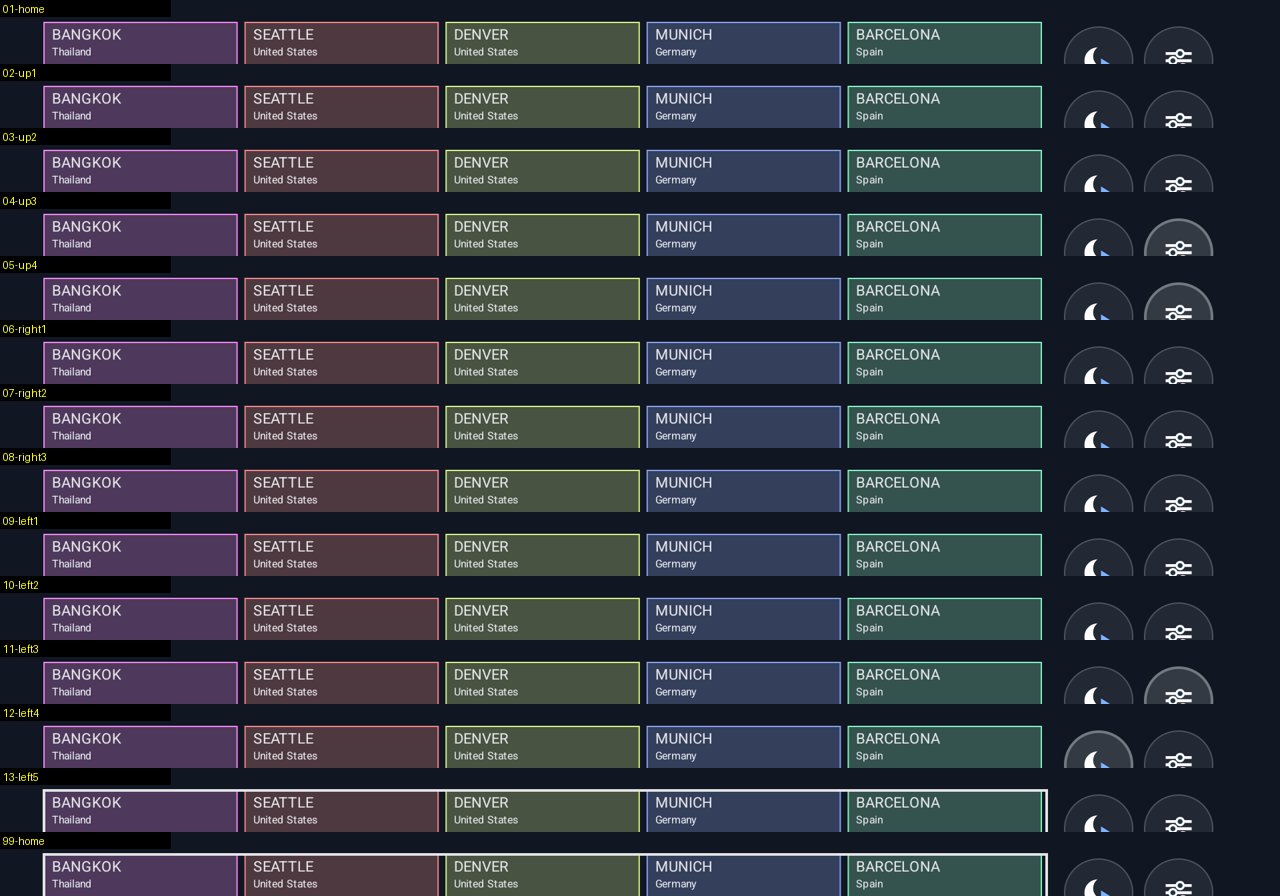 01-home
BANGKOK SEATTLE DENVER MUNICH BARCELONA
Thailand United States United States Germany Spain
02-up1
BANGKOK SEATTLE DENVER MUNICH BARCELONA
Thailand United States United States Germany Spain
03-up2
BANGKOK SEATTLE DENVER MUNICH BARCELONA
Thailand United States United States Germany Spain
04-up3
BANGKOK SEATTLE DENVER MUNICH BARCELONA
Thailand United States United States Germany Spain
05-up4
BANGKOK SEATTLE DENVER MUNICH BARCELONA
Thailand United States United States Germany Spain
06-right1
BANGKOK SEATTLE DENVER MUNICH BARCELONA
Thailand United States United States Germany Spain
07-right2
BANGKOK SEATTLE DENVER MUNICH BARCELONA
Thailand United States United States Germany Spain
08-right3
BANGKOK SEATTLE DENVER MUNICH BARCELONA
Thailand United States United States Germany Spain
09-left1
BANGKOK SEATTLE DENVER MUNICH BARCELONA
Thailand United States United States Germany Spain
10-left2
BANGKOK SEATTLE DENVER MUNICH BARCELONA
Thailand United States United States Germany Spain
11-left3
BANGKOK SEATTLE DENVER MUNICH BARCELONA
Thailand United States United States Germany Spain
12-left4
BANGKOK SEATTLE DENVER MUNICH BARCELONA
Thailand United States United States Germany Spain
13-left5
BANGKOK SEATTLE DENVER MUNICH BARCELONA
Thailand United States United States Germany Spain
99-home
BANGKOK SEATTLE DENVER MUNICH BARCELONA
Thailand United States United States Germany Spain